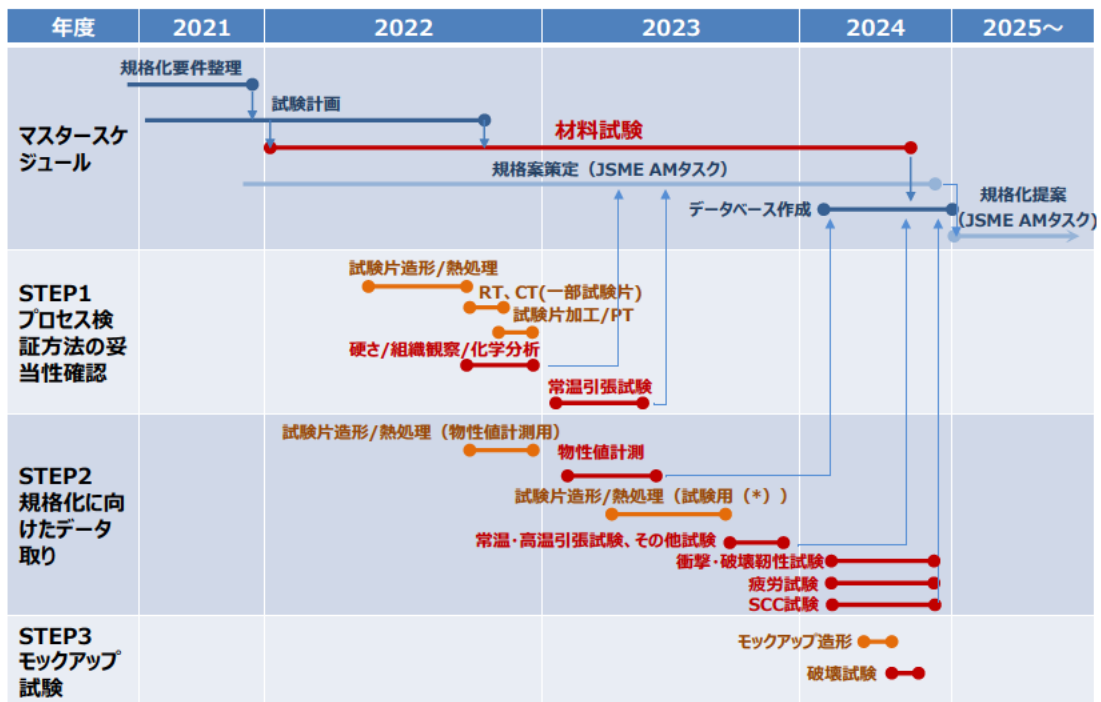 年度
2021
2022
2023
2024
2025~
マスタースケ
ジュール
規格化要件整理
試験計画
材料試験
規格案策定（JSME AMタスク）
データベース作成
規格化提案
(JSME AMタスク)
STEP1
プロセス検
証方法の妥
当性確認
試験片造形/熱処理
RT、CT(一部試験片)
試験片加工/PT
硬さ/組織観察/化学分析
常温引張試験
STEP2
規格化に向
けたデータ
取り
試験片造形/熱処理（物性値計測用）
物性値計測
試験片造形/熱処理（試験用（*））
常温・高温引張試験、その他試験
衝撃・破壊靭性試験
疲労試験
SCC試験
STEP3
モックアップ
試験
モックアップ造形
破壊試験